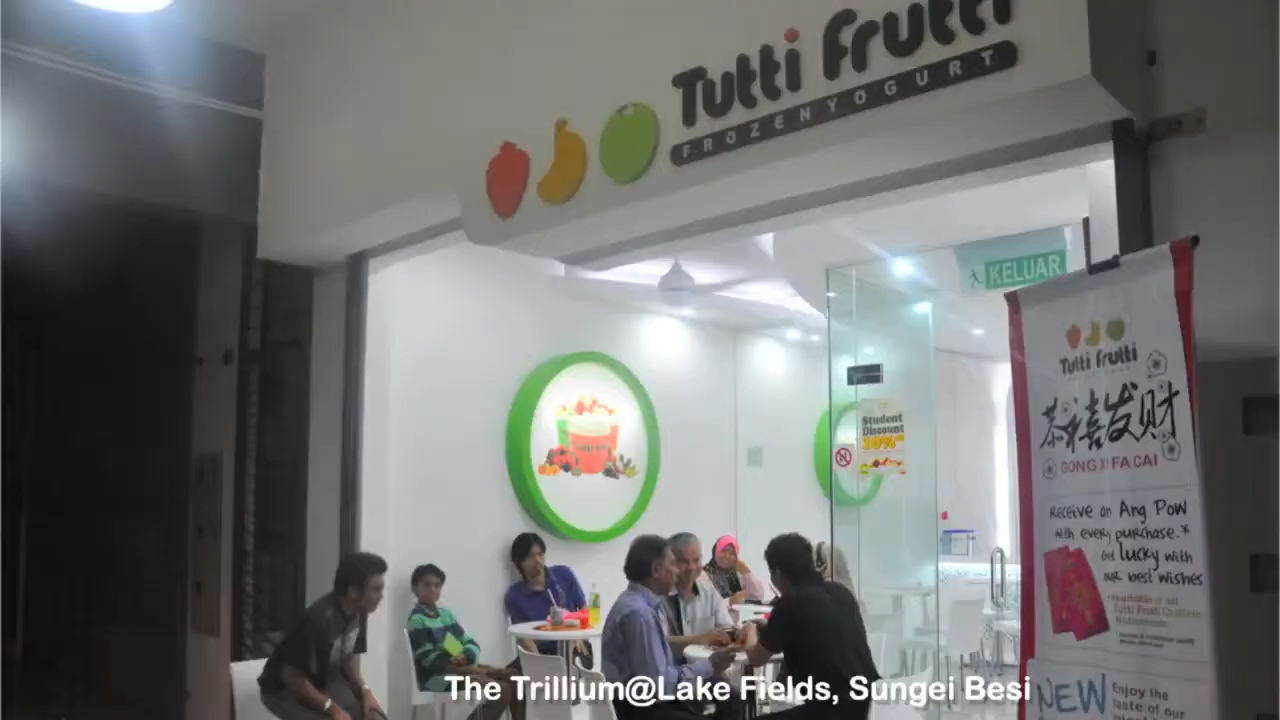 Tutti Frutti
FROZEN YOGURT
KELUAR
Student
Discount
10%
Tutti Frutti
恭禧发财
GONG XI FA CAI
Receive an Ang Pow
with every purchase.*
Get lucky with
our best wishes
NEW
Enjoy the
taste of our
The Trillium@Lake Fields, Sungei Besi